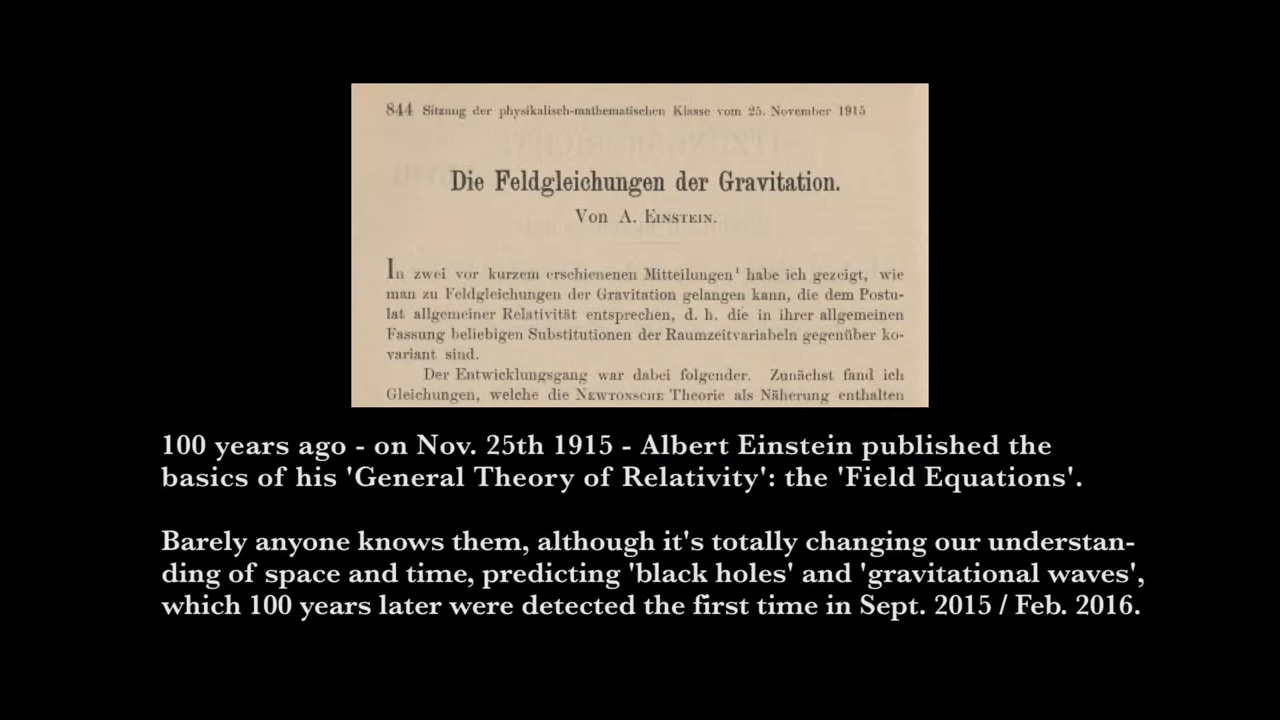 844 Sitzung der physikalisch-mathematischen Klasse vom 25. November 1915
Die Feldgleichungen der Gravitation.
Von A. Einstein.
In zwei vor kurzem erschienenen Mitteilungen¹ habe ich gezeigt, wie
man zu Feldgleichungen der Gravitation gelangen kann, die dem Postu-
lat allgemeiner Relativität entsprechen, d. h. die in ihrer allgemeinen
Fassung beliebigen Substitutionen der Raumzeitvariabeln gegenüber ko-
variant sind.
Der Entwicklungsgang war dabei folgender. Zunächst fand ich
Gleichungen, welche die Newtonsche Theorie als Näherung enthalten
100 years ago - on Nov. 25th 1915 - Albert Einstein published the
basics of his 'General Theory of Relativity': the 'Field Equations'.
Barely anyone knows them, although it's totally changing our understan-
ding of space and time, predicting 'black holes' and 'gravitational waves',
which 100 years later were detected the first time in Sept. 2015 / Feb. 2016.